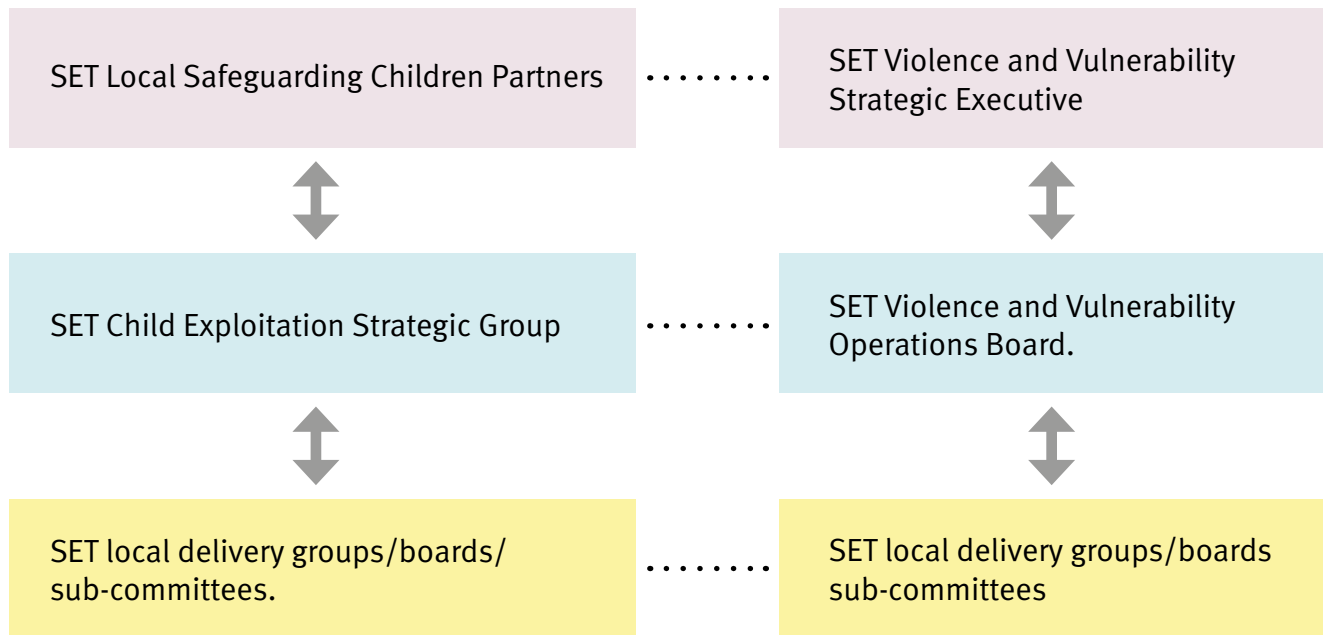 SET Local Safeguarding Children Partners
SET Violence and Vulnerability
Strategic Executive
SET Child Exploitation Strategic Group
SET Violence and Vulnerability
Operations Board.
SET local delivery groups/boards/
sub-committees.
SET local delivery groups/boards
sub-committees